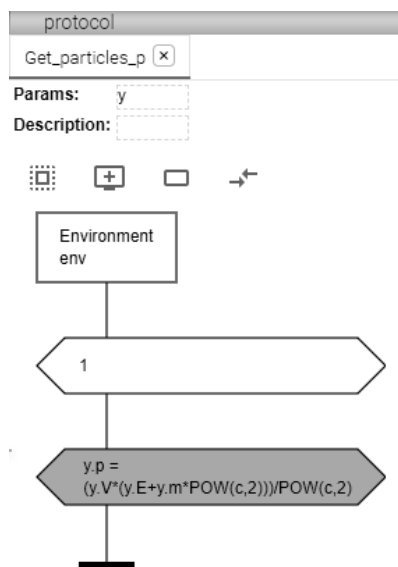 protocol
Get_particles_p
Params: y
Description:
Environment
env
1
y.p =
(y.V*(y.E+y.m*POW(c,2)))/POW(c,2)